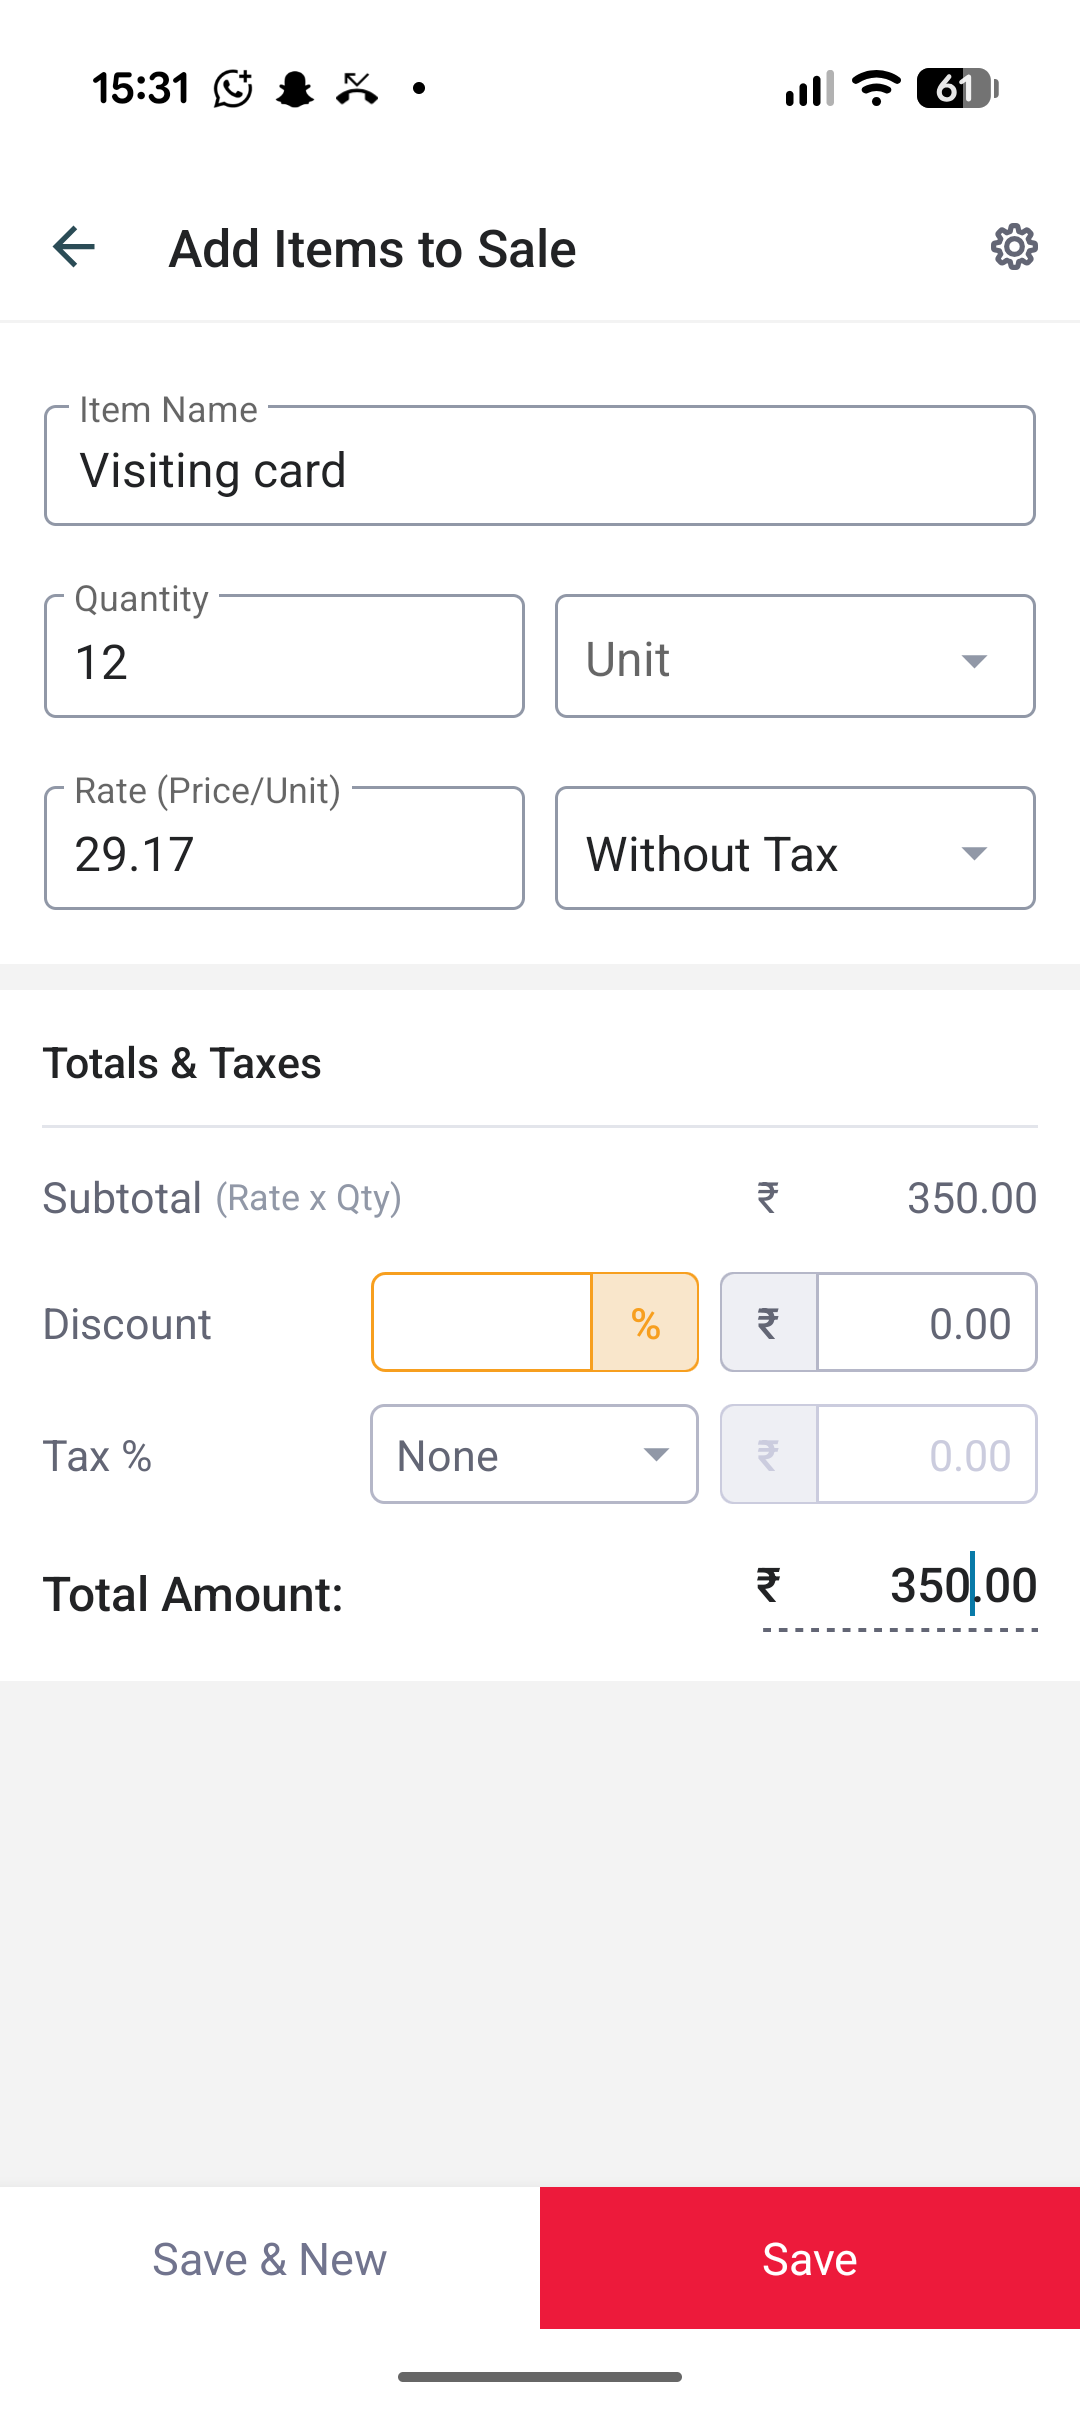 15:31 61
Add Items to Sale
Item Name
Visiting card
Quantity
12
Unit
Rate (Price/Unit)
29.17
Without Tax
Totals & Taxes
Subtotal (Rate x Qty) ₹ 350.00
Discount % ₹ 0.00
Tax % None ₹ 0.00
Total Amount: ₹ 350.00
Save & New Save